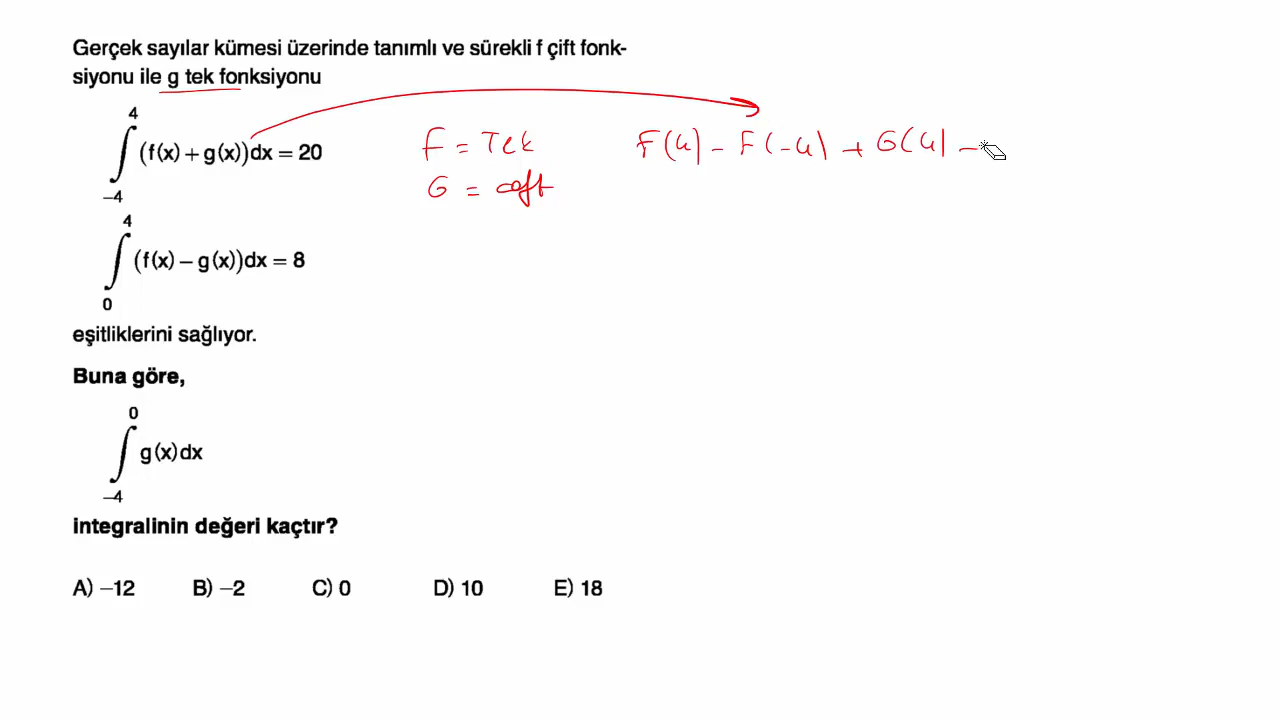 Gerçek sayılar kümesi üzerinde tanımlı ve sürekli f çift fonk-
siyonu ile g tek fonksiyonu
4
∫ (f(x) + g(x))dx = 20
–4
F = Tek
G = çift
F(4) – F(-4) + G(4) –
4
∫ (f(x) – g(x))dx = 8
0
eşitliklerini sağlıyor.
Buna göre,
0
∫ g(x)dx
–4
integralinin değeri kaçtır?
A) –12 B) –2 C) 0 D) 10 E) 18